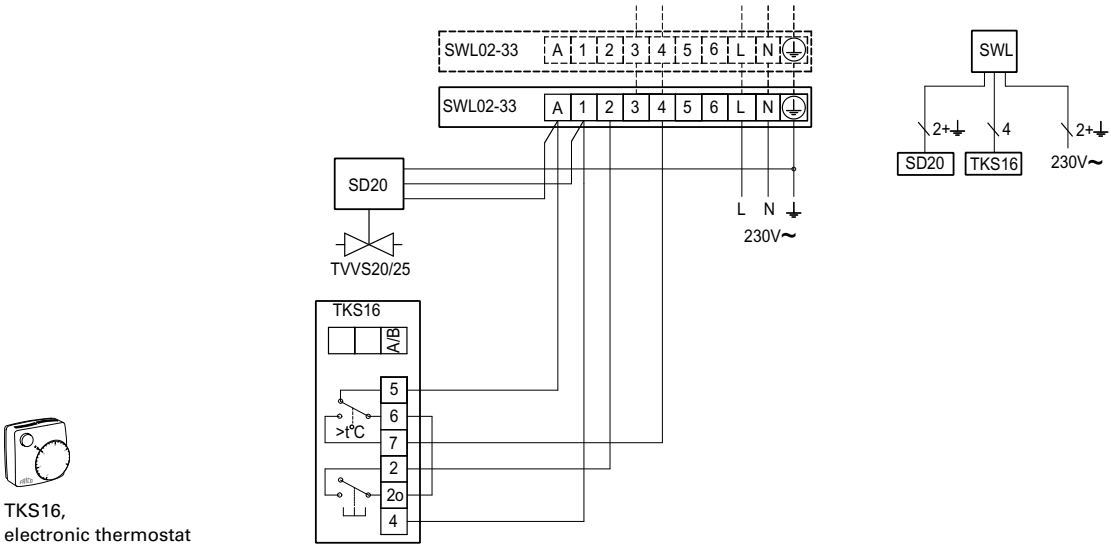 SWL02-33 A 1 2 3 4 5 6 L N
SWL02-33 A 1 2 3 4 5 6 L N
SD20
TVVS20/25
L N
230V~
SWL
2+
4
2+
SD20
TKS16
230V~
TKS16
A/B
5
6
>t°C
7
2
2o
4
TKS16,
electronic thermostat